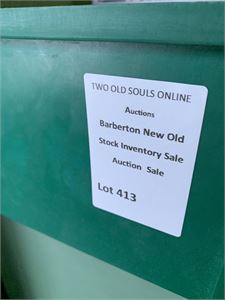 TWO OLD SOULS ONLINE
Auctions
Barberton New Old
Stock Inventory Sale
Auction Sale
Lot 413